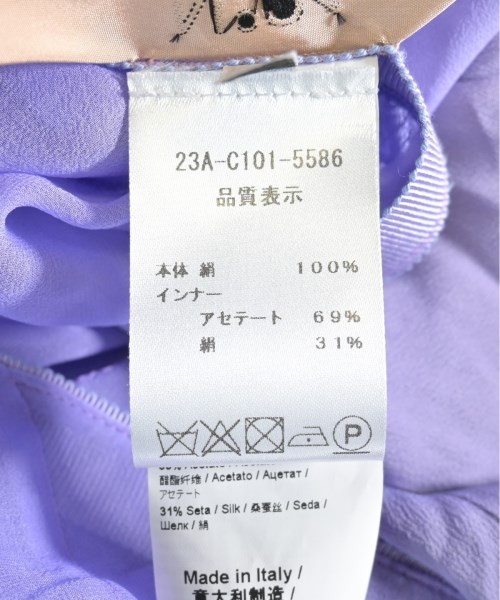 23A-C101-5586
品質表示
本体 絹 100%
インナー
アセテート 69%
絹 31%
P
醋酯纤维 / Acetato / Ацетат /
アセテート
31% Seta / Silk / 桑蚕丝 / Seda /
Шелк / 絹
Made in Italy /
意大利制造 /